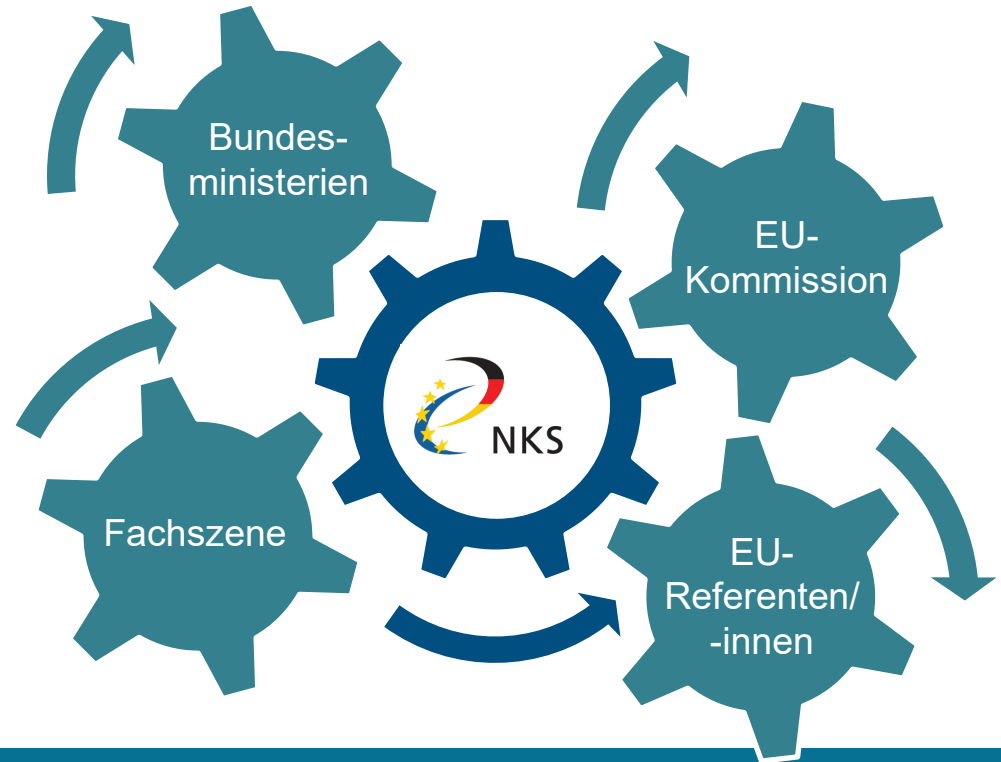 Bundes-
ministerien
EU-
Kommission
NKS
Fachszene
EU-
Referenten/
-innen